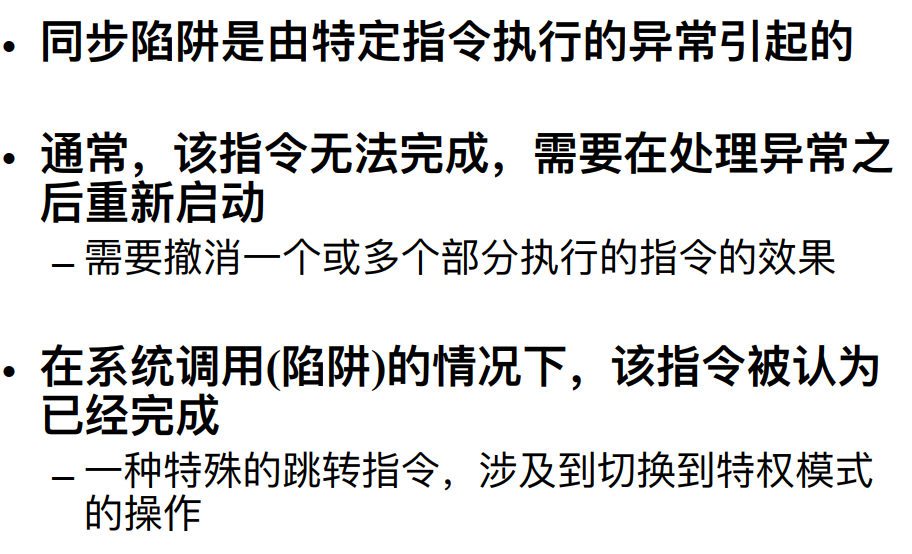 • 同步陷阱是由特定指令执行的异常引起的
• 通常，该指令无法完成，需要在处理异常之
后重新启动
– 需要撤消一个或多个部分执行的指令的效果
• 在系统调用(陷阱)的情况下，该指令被认为
已经完成
– 一种特殊的跳转指令，涉及到切换到特权模式
的操作